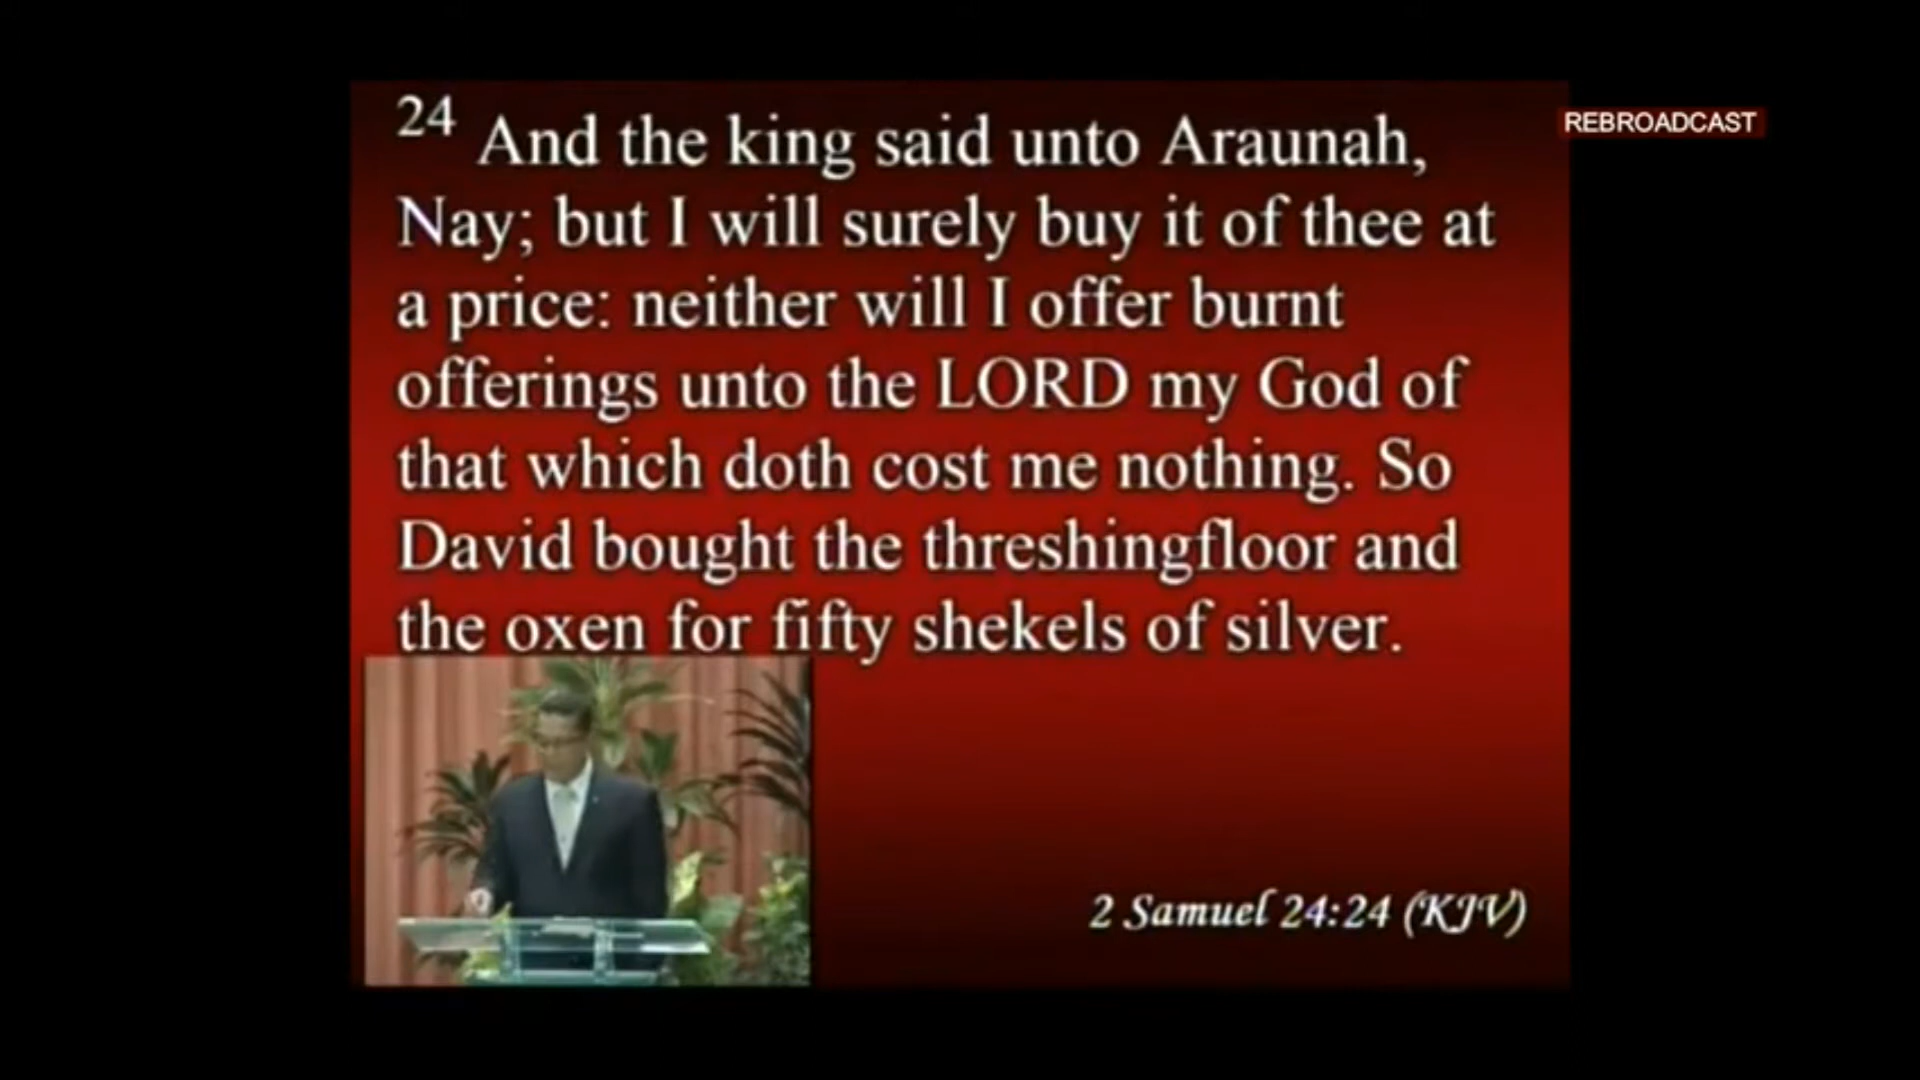 24 And the king said unto Araunah,
Nay; but I will surely buy it of thee at
a price: neither will I offer burnt
offerings unto the LORD my God of
that which doth cost me nothing. So
David bought the threshingfloor and
the oxen for fifty shekels of silver.
2 Samuel 24:24 (KJV)
REBROADCAST